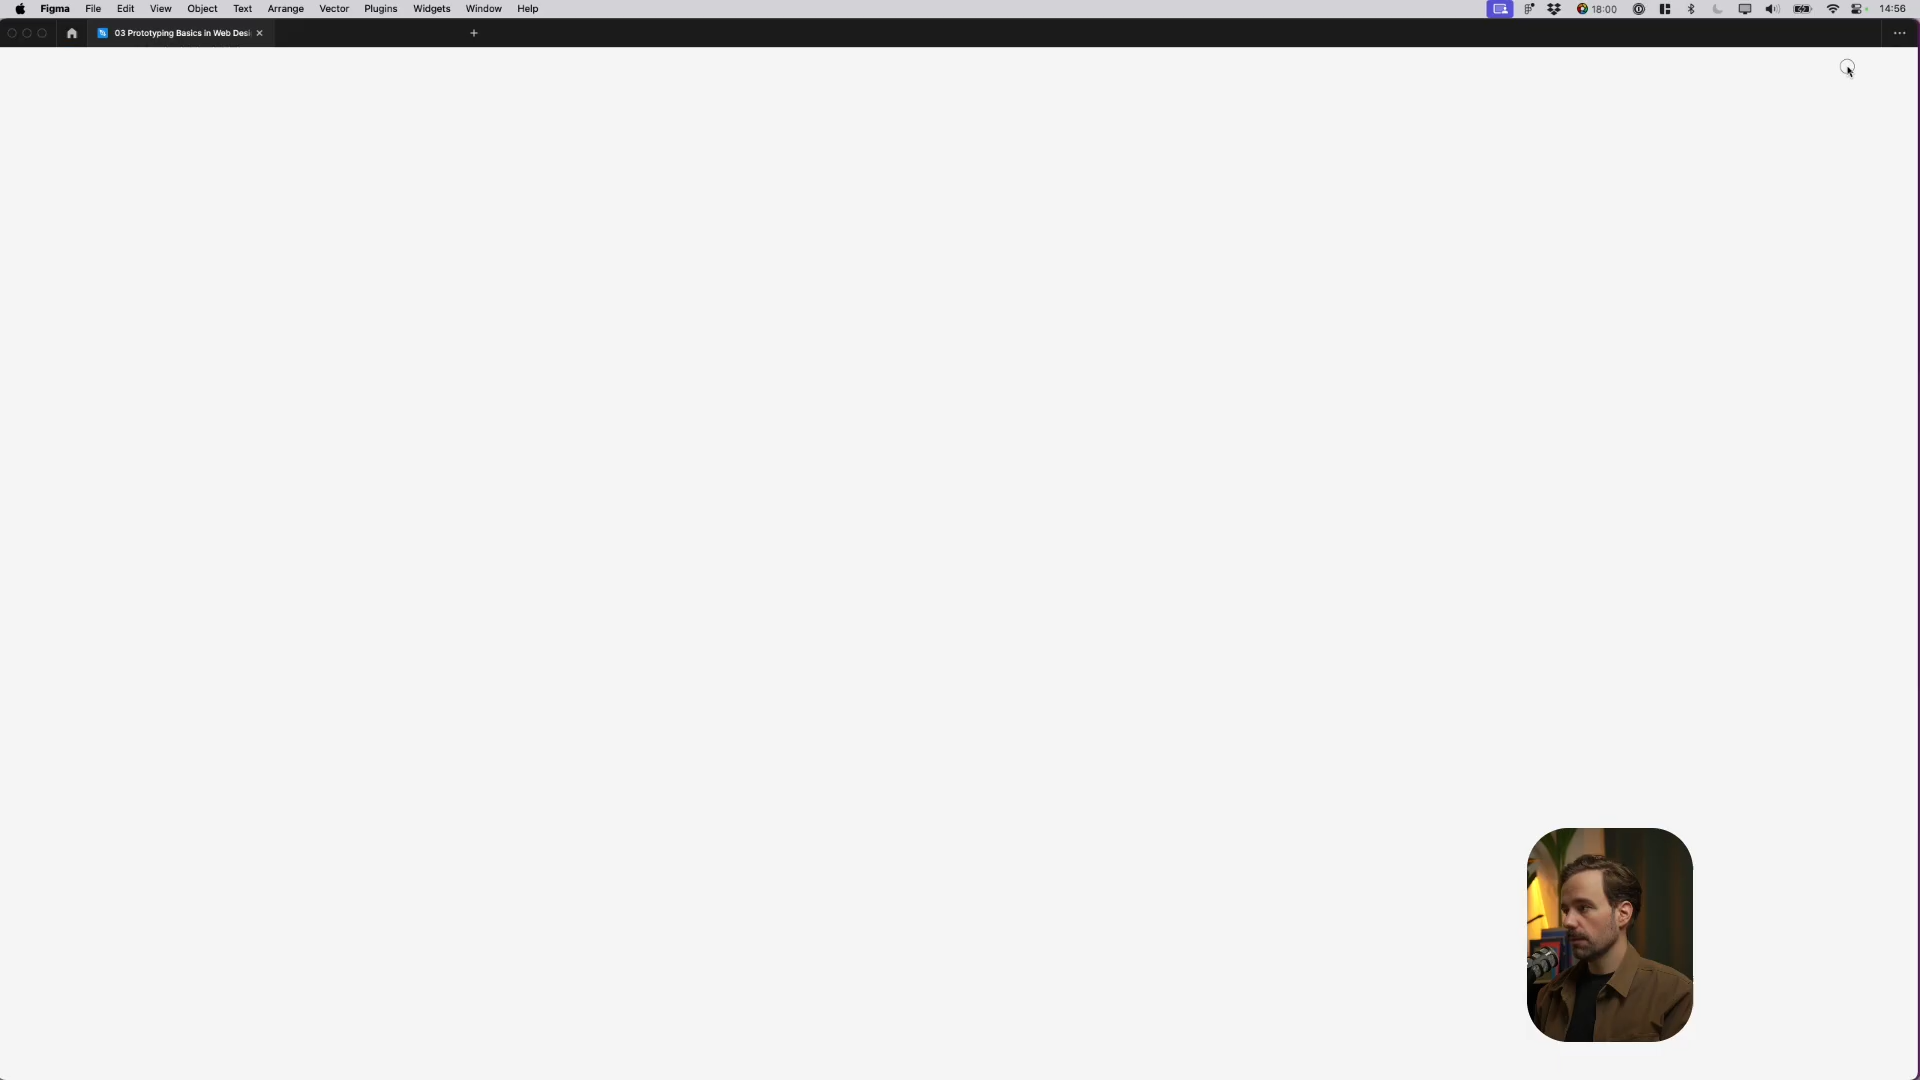 Figma File Edit View Object Text Arrange Vector Plugins Widgets Window Help 18:00 14:56
03 Prototyping Basics in Web Desi